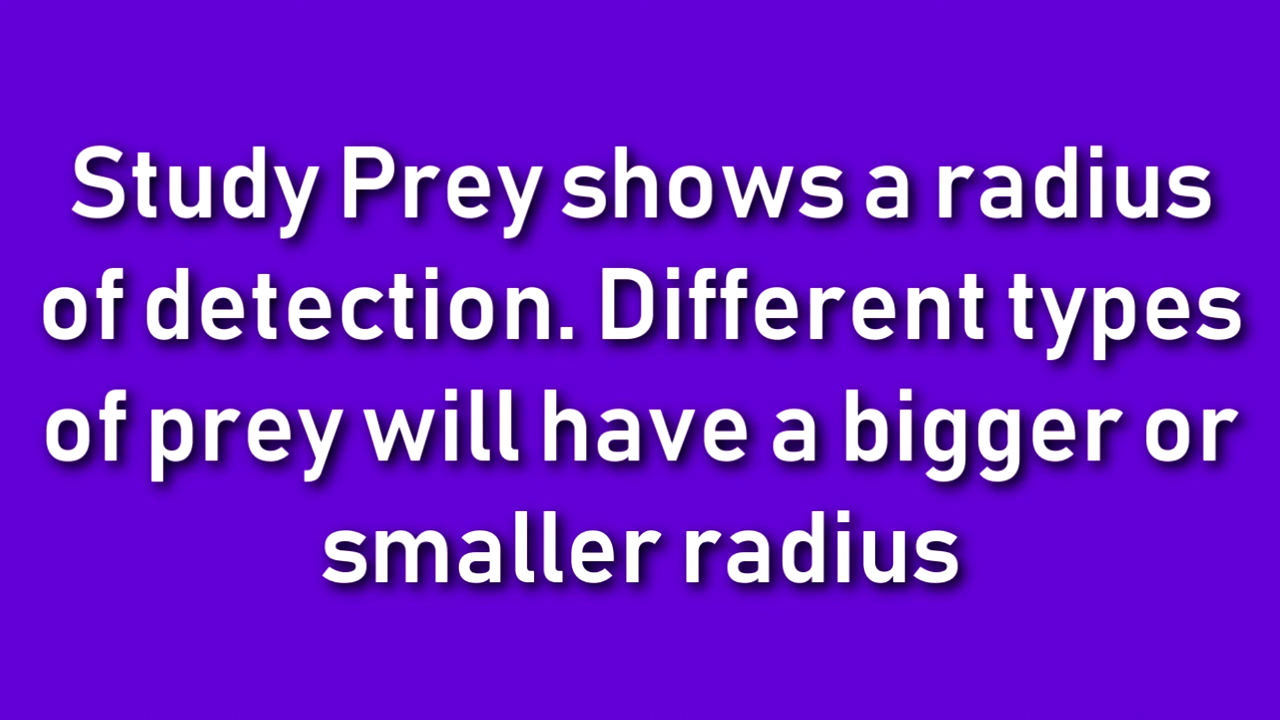 Study Prey shows a radius
of detection. Different types
of prey will have a bigger or
smaller radius